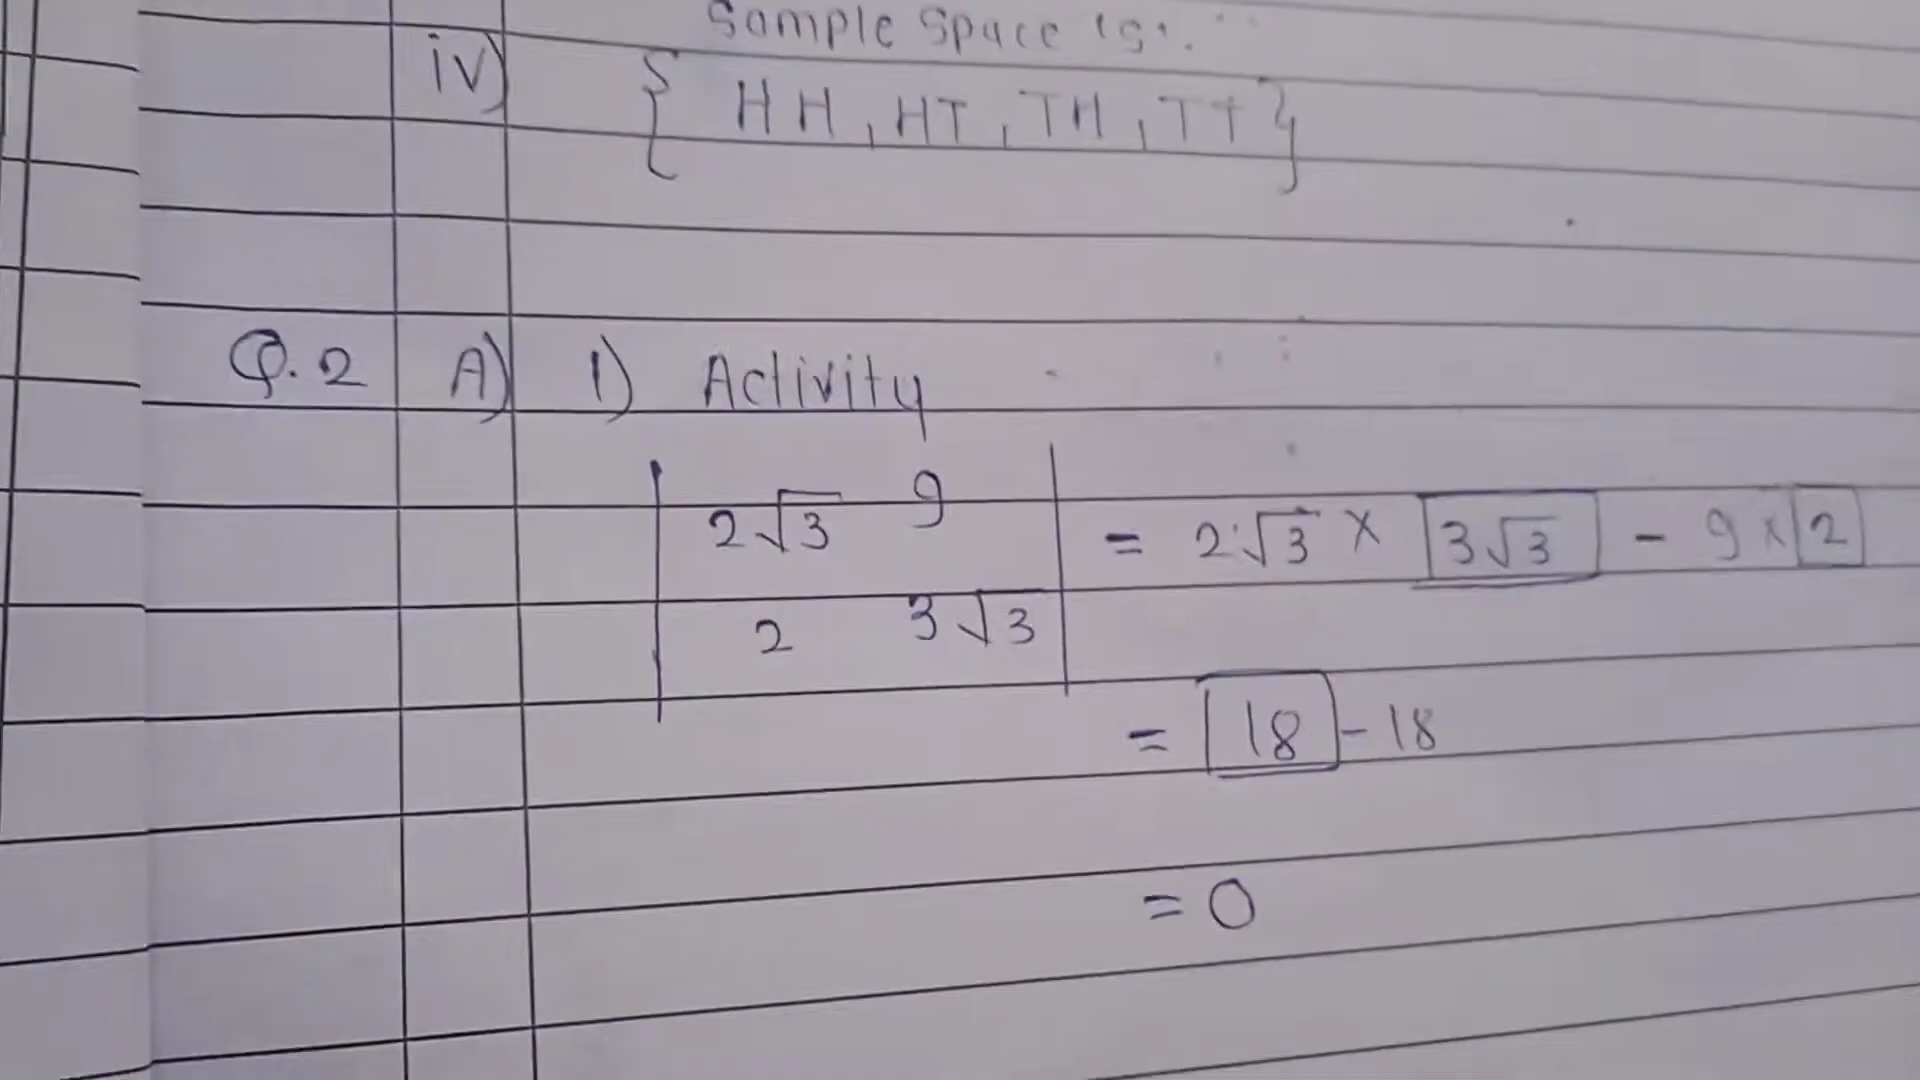 Sample Space is:
iv) { HH, HT, TH, TT }
Q.2 A) 1) Activity
| 2√3 9 | = 2√3 × 3√3 - 9 × 2
| 2 3√3 |
= 18 - 18
= 0